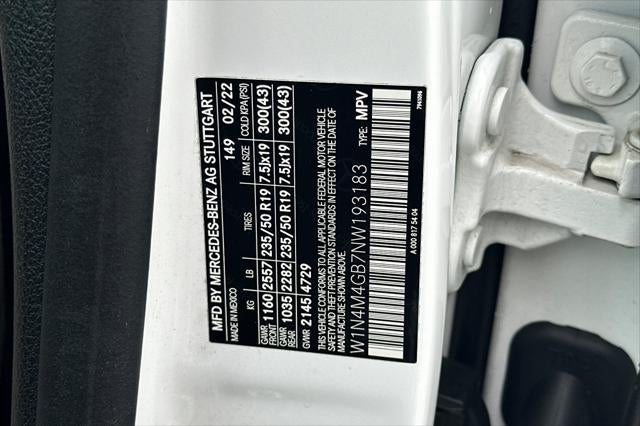 MFD BY MERCEDES-BENZ AG STUTTGART
MADE IN MEXICO 149 02/22
KG LB TIRES RIM SIZE COLD KPA(PSI)
GAWR FRONT 1160 2557 235/50 R19 7.5Jx19 300(43)
GAWR REAR 1035 2282 235/50 R19 7.5Jx19 300(43)
GVWR 2145 4729
THIS VEHICLE CONFORMS TO ALL APPLICABLE FEDERAL MOTOR VEHICLE
SAFETY THEFT PREVENTION STANDARDS IN EFFECT ON THE DATE OF
MANUFACTURE SHOWN ABOVE. TYPE: MPV
W1N4M4GB7NW193183
A 000 817 54 04